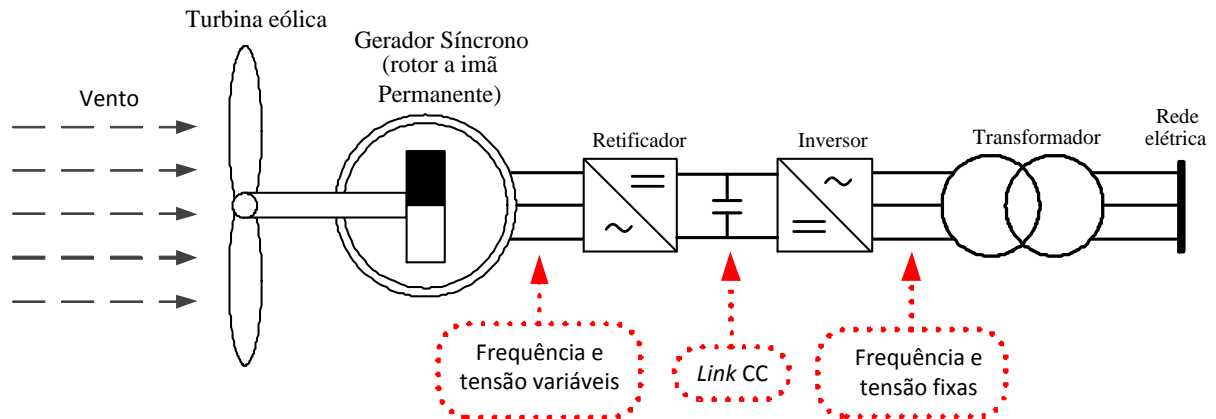 Turbina eólica
Gerador Síncrono
(rotor a imã
Permanente)
Vento
Retificador
Inversor
Transformador
Rede
elétrica
Frequência e
tensão variáveis
Link CC
Frequência e
tensão fixas